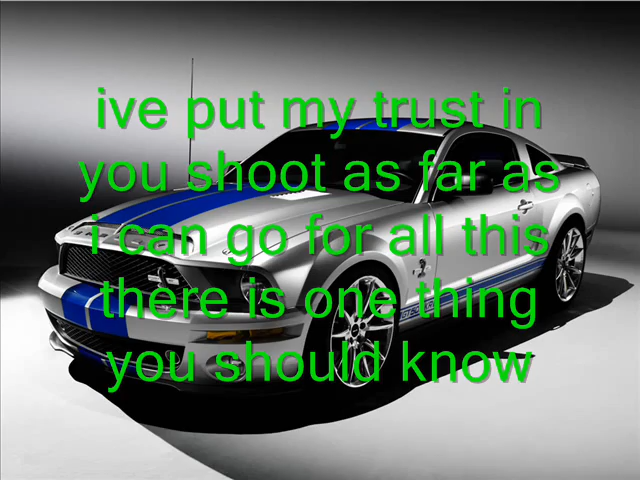 ive put my trust in
you shoot as far as
i can go for all this
there is one thing
you should know